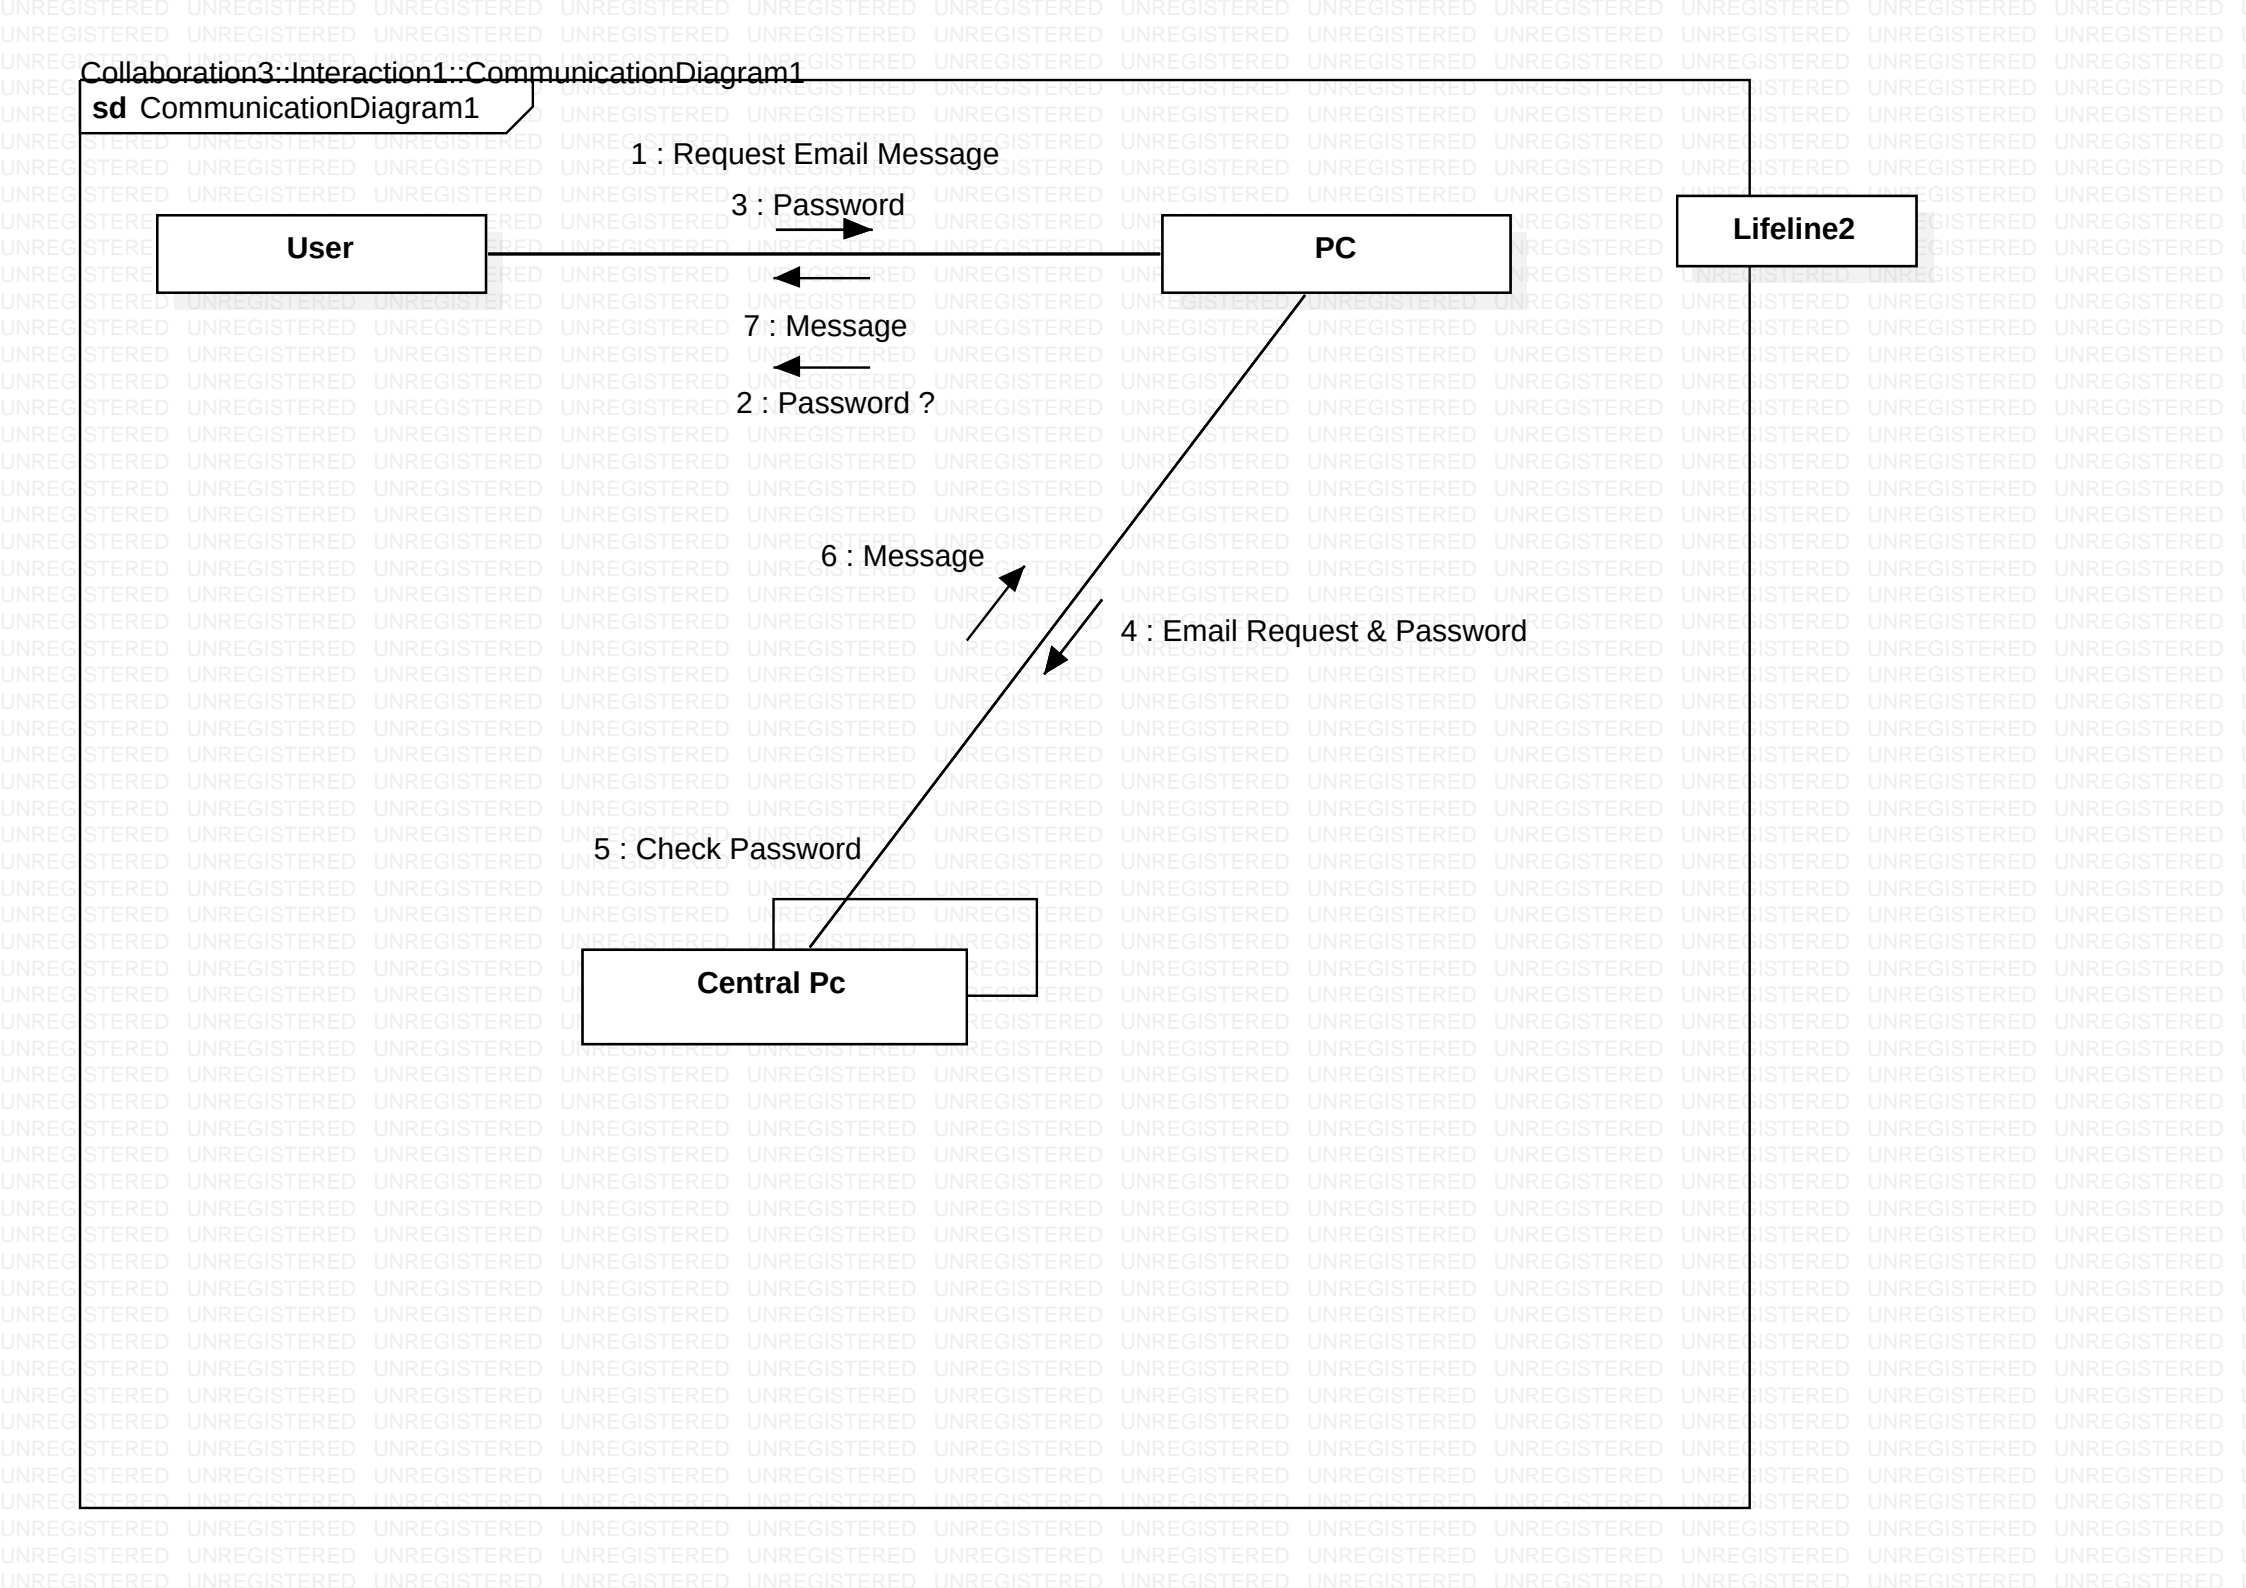 Collaboration3::Interaction1::CommunicationDiagram1
sd CommunicationDiagram1
1 : Request Email Message
3 : Password
User
PC
Lifeline2
7 : Message
2 : Password ?
6 : Message
4 : Email Request & Password
5 : Check Password
Central Pc
UNREGISTERED